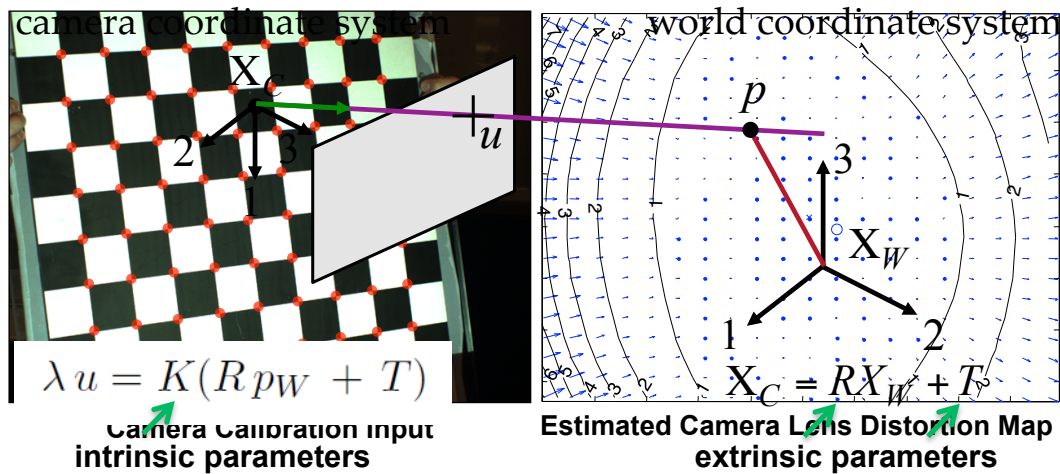 camera coordinate system
world coordinate system
X_C
2
3
1
u
p
3
X_W
1
2
λ u = K(R p_W + T)
X_C = RX_W + T
Camera Calibration Input
Estimated Camera Lens Distortion Map
intrinsic parameters
extrinsic parameters